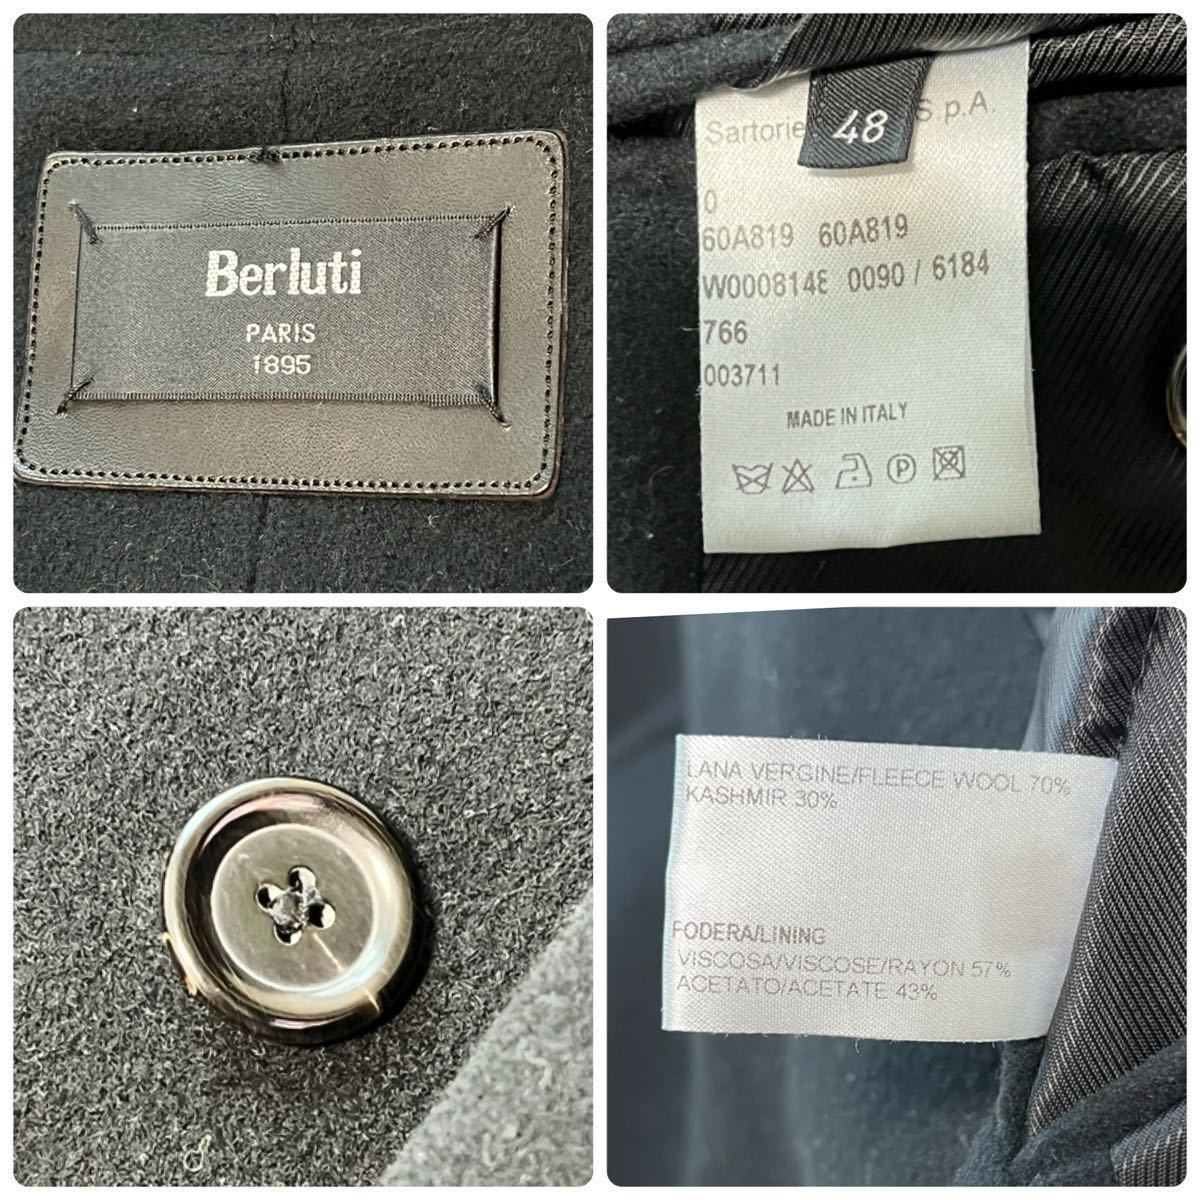 Berluti
PARIS
1895
48
Sartorie S.p.A.
0
60A819 60A819
W0008148 0090 / 6184
766
003711
MADE IN ITALY
P
LANA VERGINE/FLEECE WOOL 70%
KASHMIR 30%
FODERA/LINING
VISCOSA/VISCOSE/RAYON 57%
ACETATO/ACETATE 43%